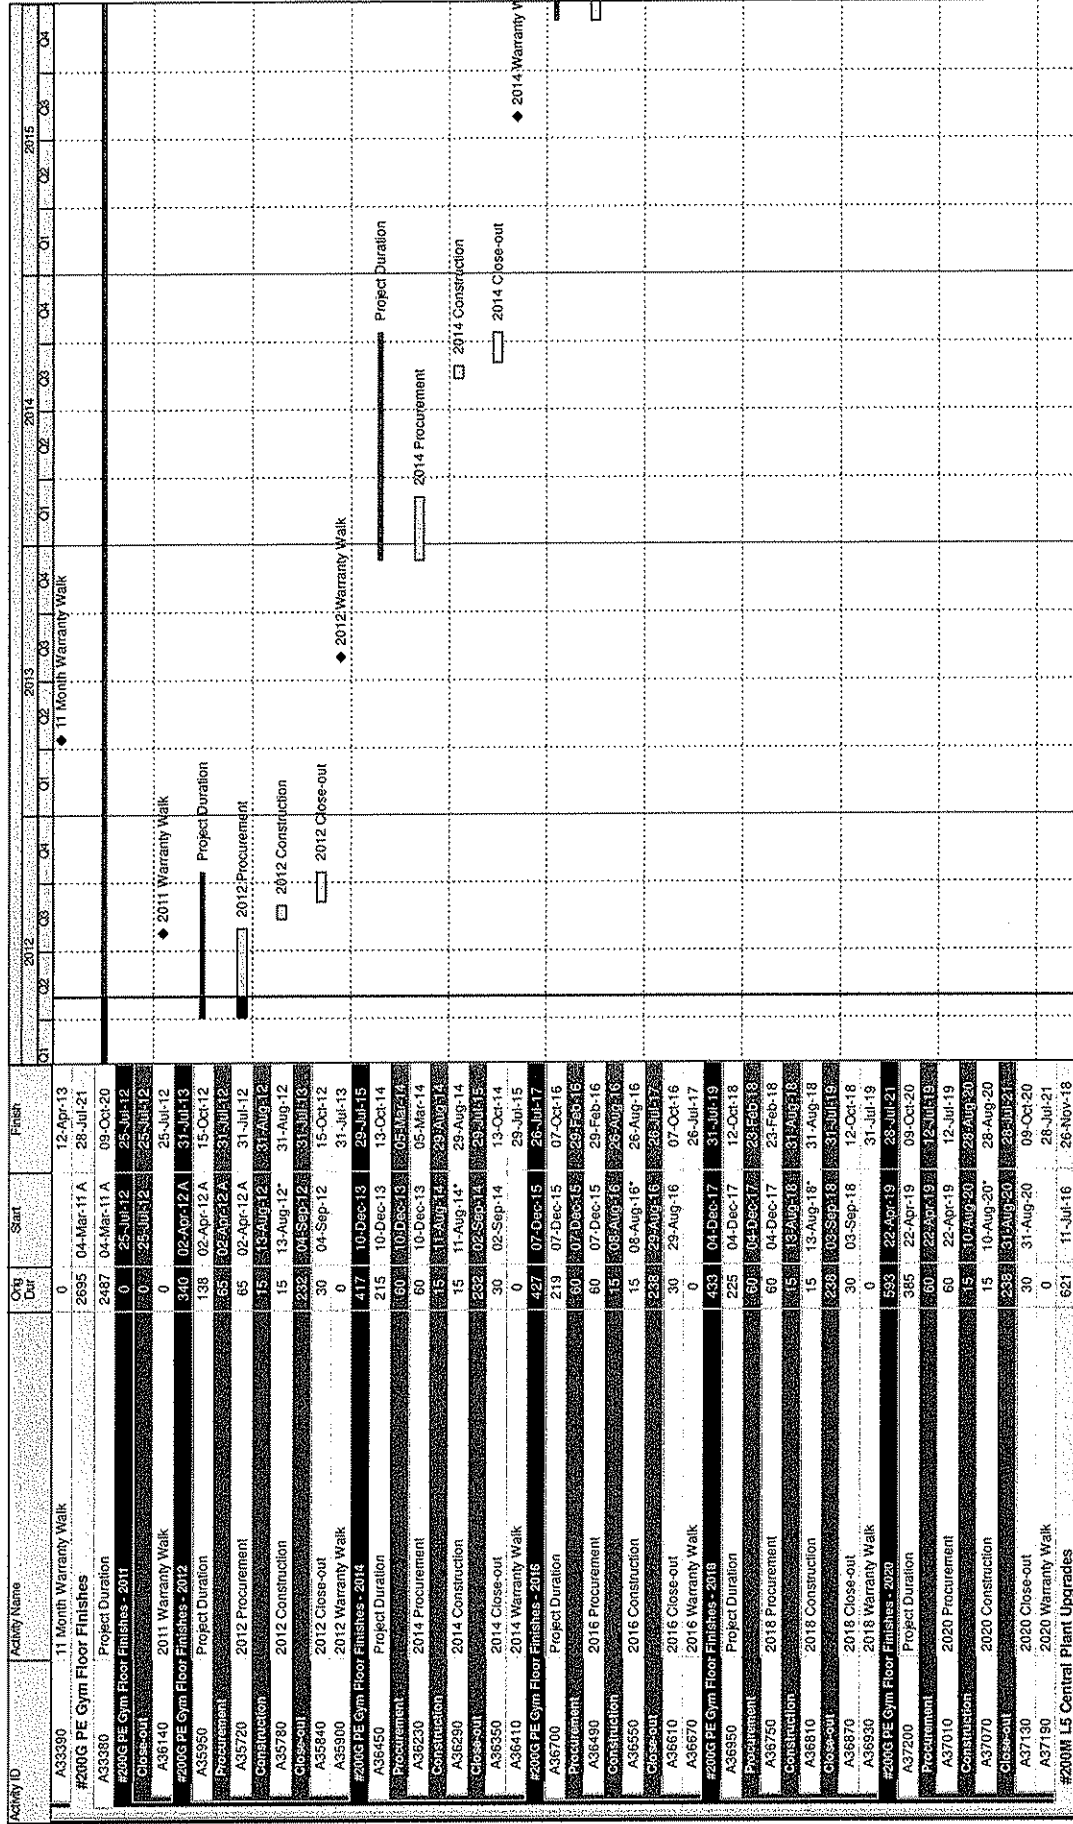 Activity ID Activity Name Orig Dur Start Finish
2012 2013 2014 2015
Q1 Q2 Q3 Q4 Q1 Q2 Q3 Q4 Q1 Q2 Q3 Q4 Q1 Q2 Q3 Q4
A33390 11 Month Warranty Walk 0 12-Apr-13 11 Month Warranty Walk
#200G PE Gym Floor Finishes 2695 04-Mar-11 A 28-Jul-21
A33380 Project Duration 2487 04-Mar-11 A 09-Oct-20
#200G PE Gym Floor Finishes - 2011 0 25-Jul-12 25-Jul-12
Close-out 0 25-Jul-12 25-Jul-12
A36140 2011 Warranty Walk 0 25-Jul-12 2011 Warranty Walk
#200G PE Gym Floor Finishes - 2012 340 02-Apr-12 A 31-Jul-13
A35950 Project Duration 138 02-Apr-12 A 15-Oct-12 Project Duration
Procurement 65 02-Apr-12 A 31-Jul-12
A35720 2012 Procurement 65 02-Apr-12 A 31-Jul-12 2012 Procurement
Construction 15 13-Aug-12 31-Aug-12
A35780 2012 Construction 15 13-Aug-12* 31-Aug-12 2012 Construction
Close-out 232 04-Sep-12 31-Jul-13
A35840 2012 Close-out 30 04-Sep-12 15-Oct-12 2012 Close-out
A35900 2012 Warranty Walk 0 31-Jul-13 2012 Warranty Walk
#200G PE Gym Floor Finishes - 2014 417 10-Dec-13 29-Jul-15
A36450 Project Duration 215 10-Dec-13 13-Oct-14 Project Duration
Procurement 60 10-Dec-13 05-Mar-14
A36230 2014 Procurement 60 10-Dec-13 05-Mar-14 2014 Procurement
Construction 15 11-Aug-14 29-Aug-14
A36290 2014 Construction 15 11-Aug-14* 29-Aug-14 2014 Construction
Close-out 232 02-Sep-14 29-Jul-15
A36350 2014 Close-out 30 02-Sep-14 13-Oct-14 2014 Close-out
A36410 2014 Warranty Walk 0 29-Jul-15 2014 Warranty W
#200G PE Gym Floor Finishes - 2016 427 07-Dec-15 26-Jul-17
A36700 Project Duration 219 07-Dec-15 07-Oct-16
Procurement 60 07-Dec-15 29-Feb-16
A36490 2016 Procurement 60 07-Dec-15 29-Feb-16
Construction 15 08-Aug-16 26-Aug-16
A36550 2016 Construction 15 08-Aug-16* 26-Aug-16
Close-out 238 29-Aug-16 26-Jul-17
A36610 2016 Close-out 30 29-Aug-16 07-Oct-16
A36670 2016 Warranty Walk 0 26-Jul-17
#200G PE Gym Floor Finishes - 2018 433 04-Dec-17 31-Jul-19
A36950 Project Duration 225 04-Dec-17 12-Oct-18
Procurement 60 04-Dec-17 23-Feb-18
A36750 2018 Procurement 60 04-Dec-17 23-Feb-18
Construction 15 13-Aug-18 31-Aug-18
A36810 2018 Construction 15 13-Aug-18* 31-Aug-18
Close-out 238 03-Sep-18 31-Jul-19
A36870 2018 Close-out 30 03-Sep-18 12-Oct-18
A36930 2018 Warranty Walk 0 31-Jul-19
#200G PE Gym Floor Finishes - 2020 593 22-Apr-19 28-Jul-21
A37200 Project Duration 385 22-Apr-19 09-Oct-20
Procurement 60 22-Apr-19 12-Jul-19
A37010 2020 Procurement 60 22-Apr-19 12-Jul-19
Construction 15 10-Aug-20 28-Aug-20
A37070 2020 Construction 15 10-Aug-20* 28-Aug-20
Close-out 238 31-Aug-20 28-Jul-21
A37130 2020 Close-out 30 31-Aug-20 09-Oct-20
A37190 2020 Warranty Walk 0 28-Jul-21
#200M L5 Central Plant Upgrades 621 11-Jul-16 26-Nov-18